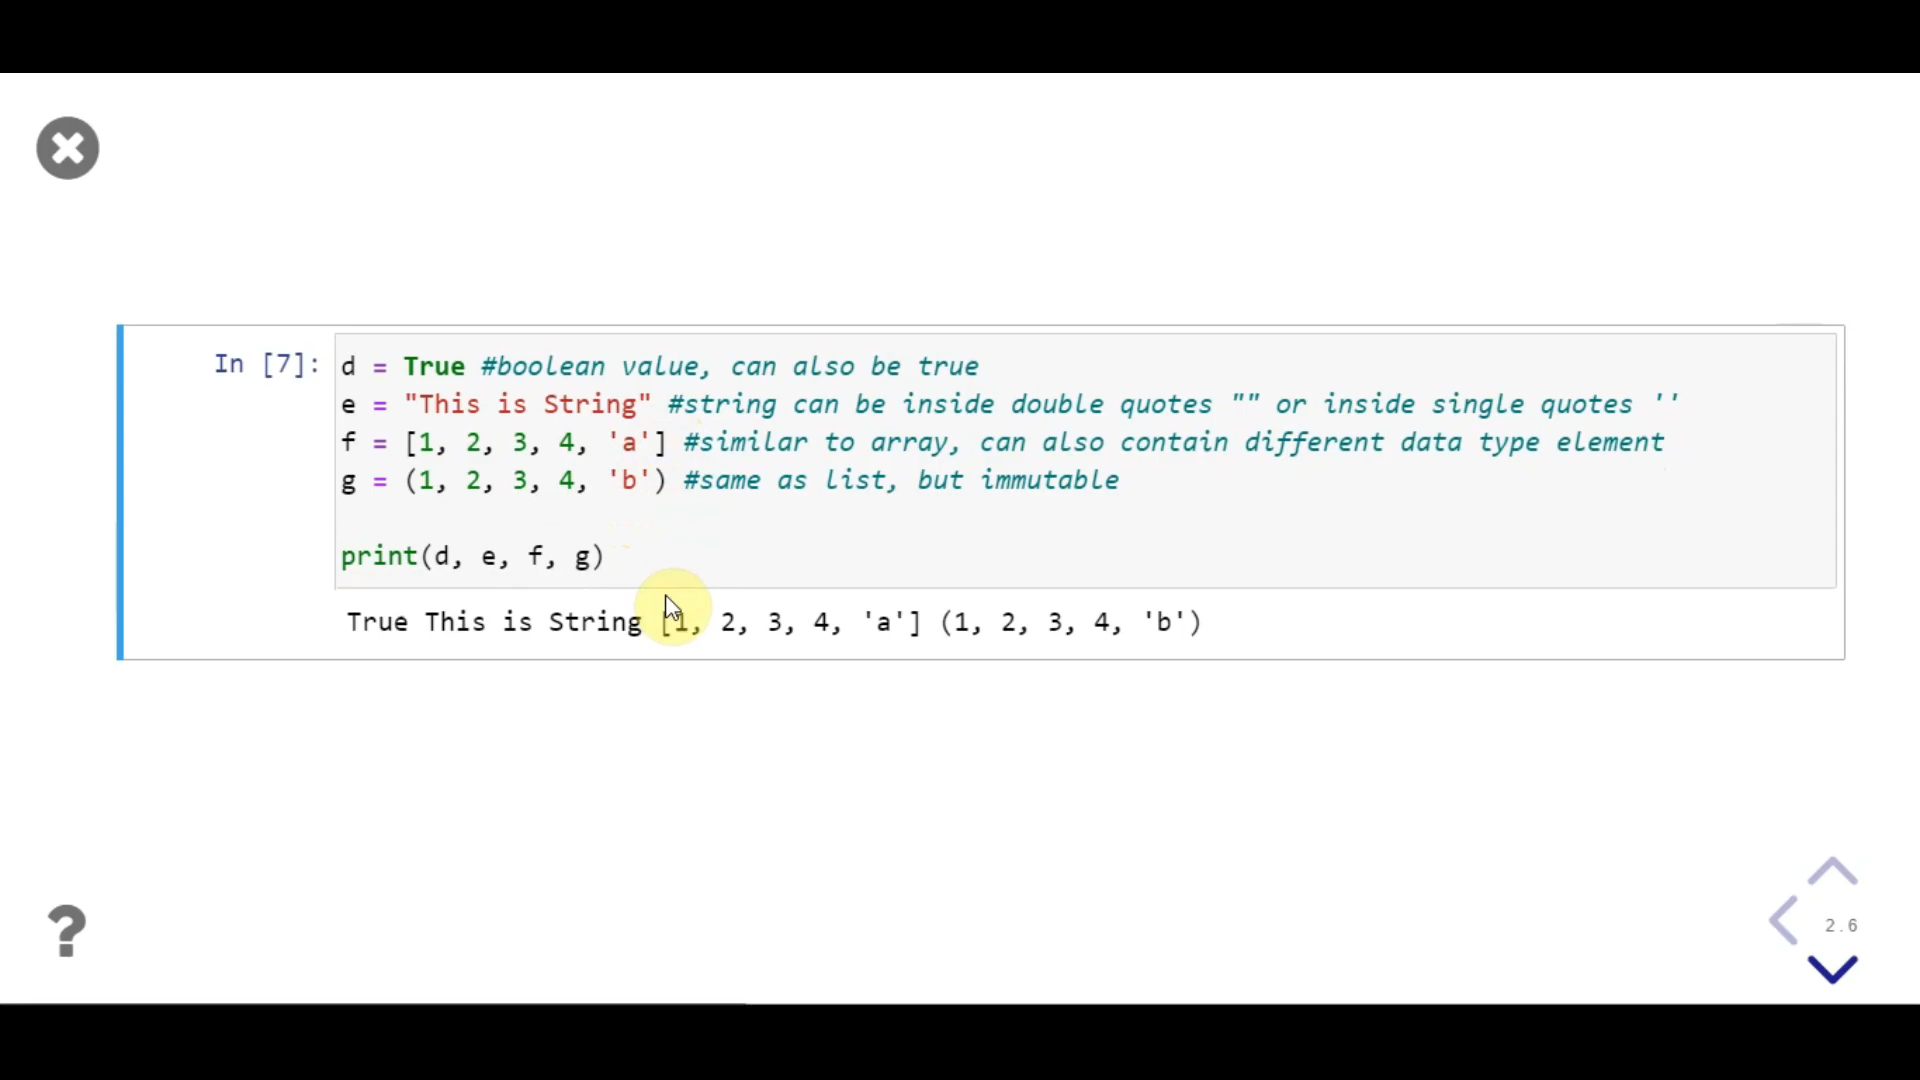 In [7]: d = True #boolean value, can also be true
e = "This is String" #string can be inside double quotes "" or inside single quotes ''
f = [1, 2, 3, 4, 'a'] #similar to array, can also contain different data type element
g = (1, 2, 3, 4, 'b') #same as list, but immutable
print(d, e, f, g)
True This is String [1, 2, 3, 4, 'a'] (1, 2, 3, 4, 'b')
?
2.6